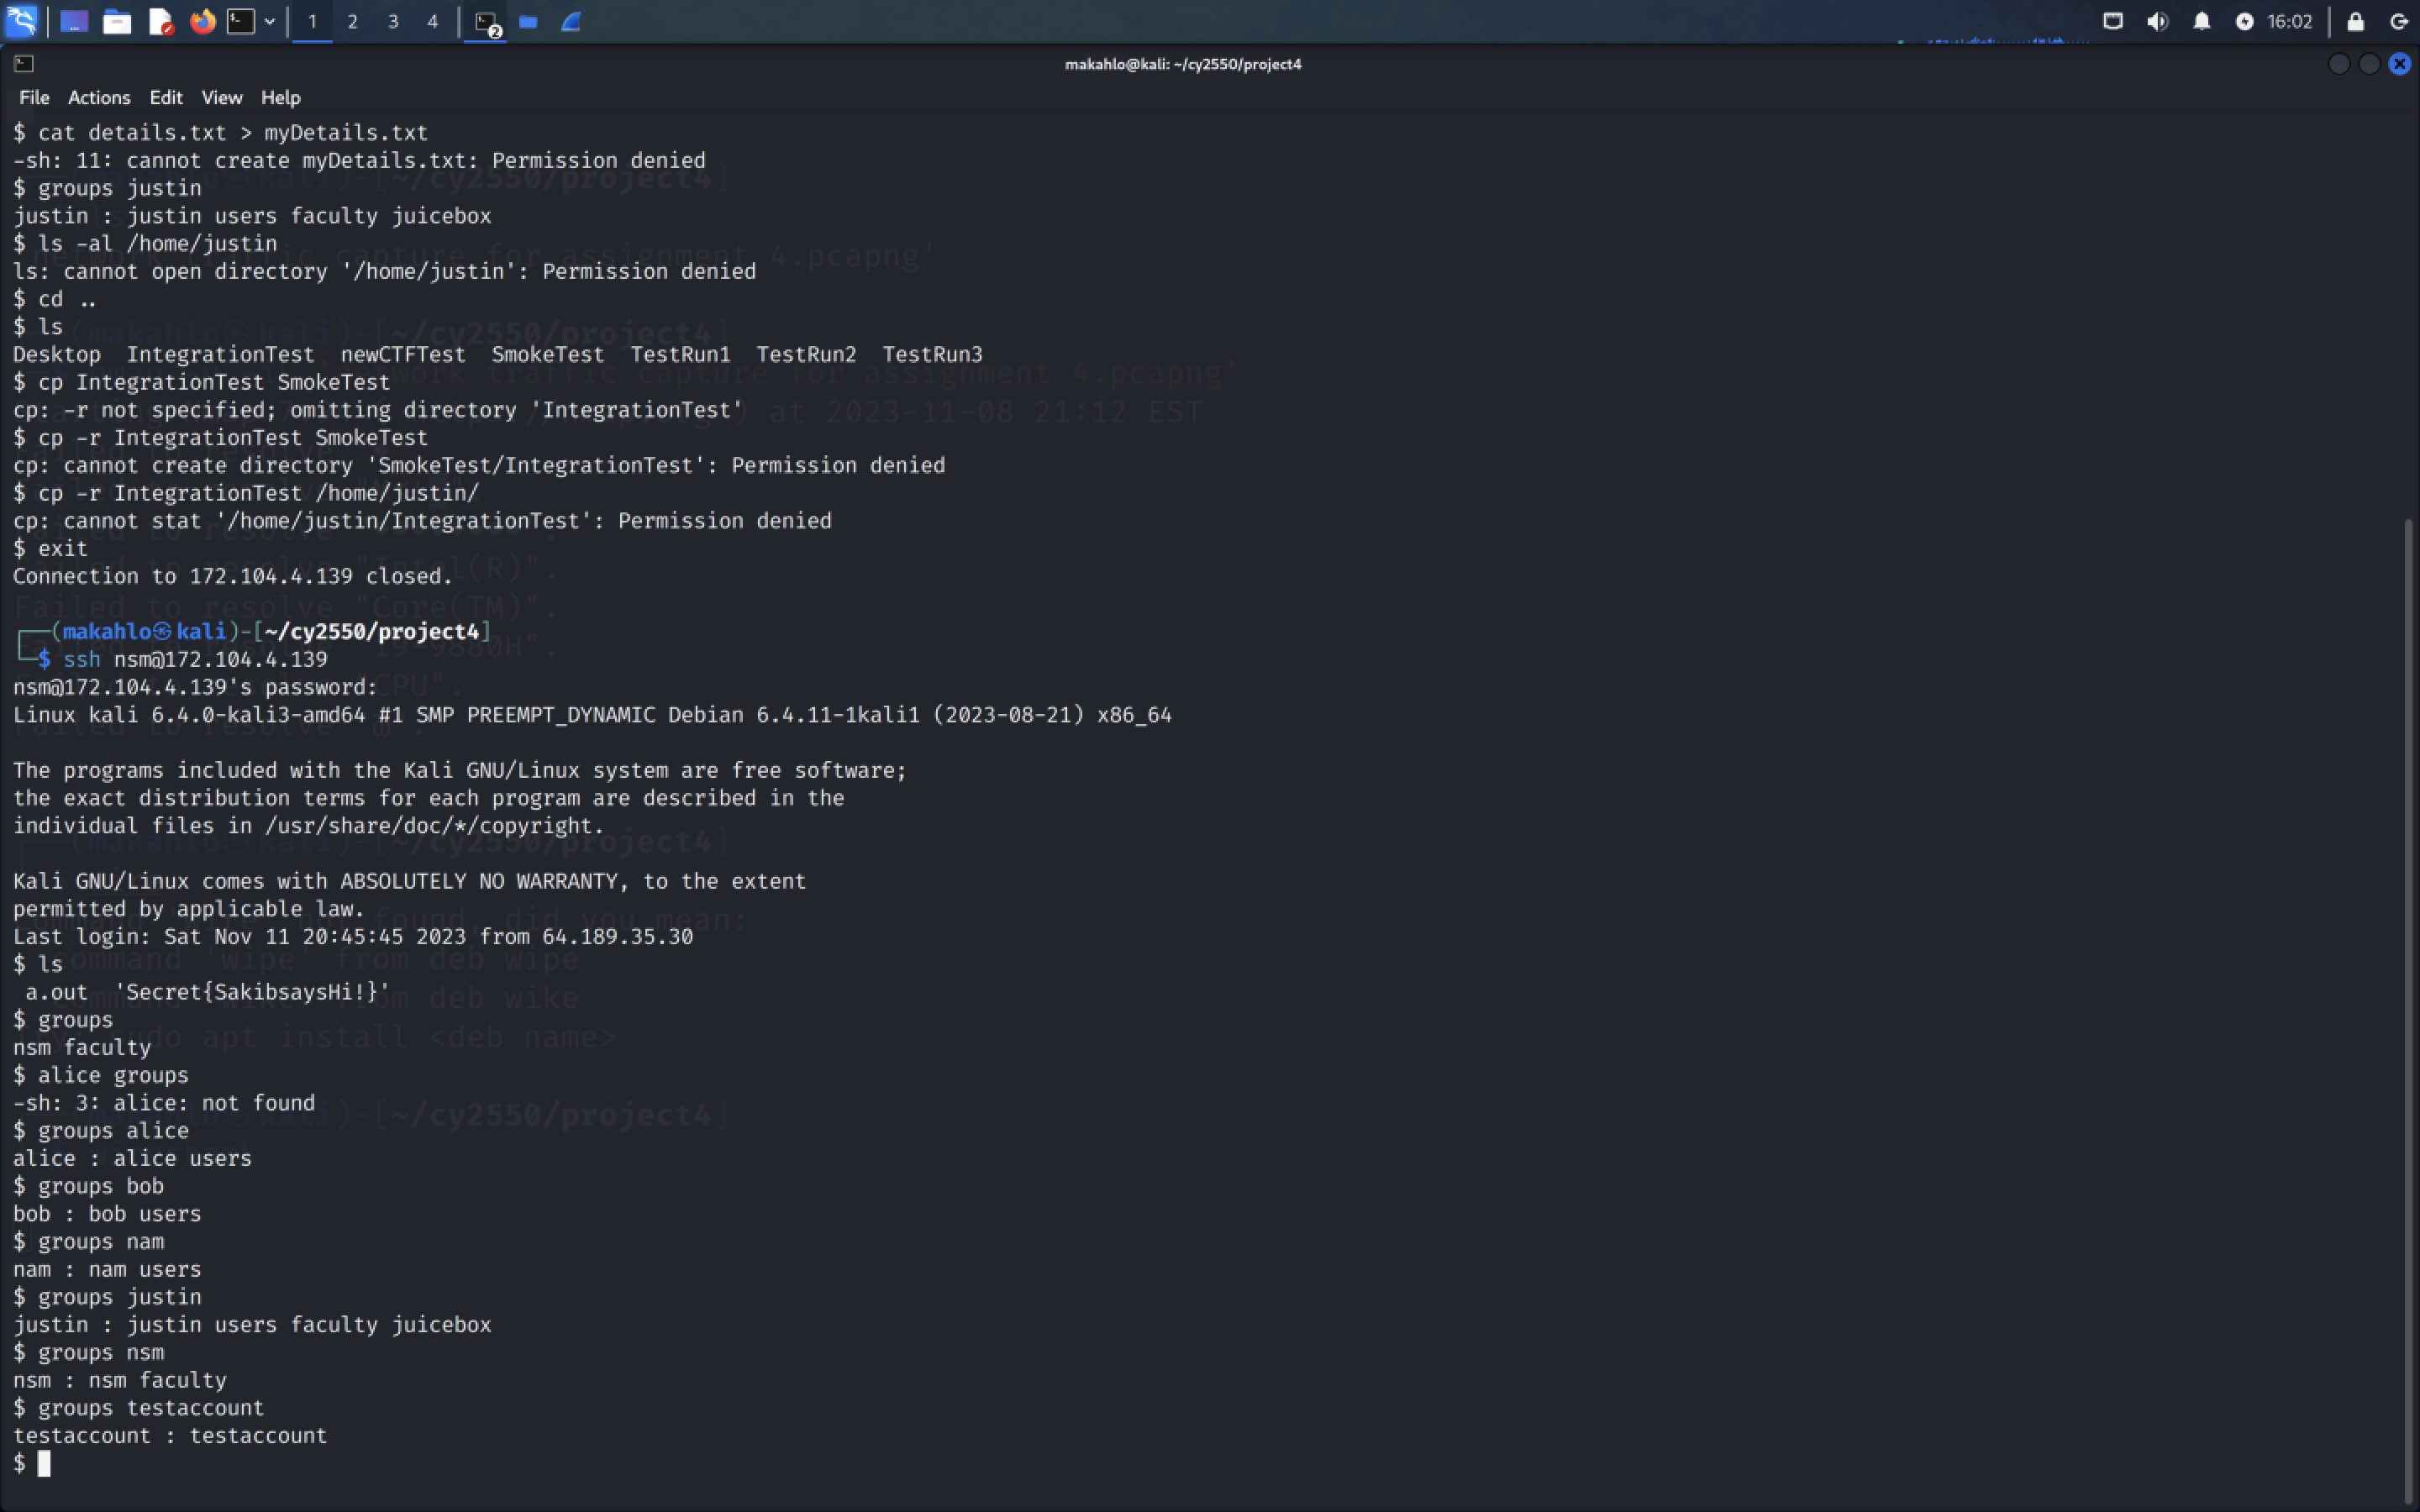 1 2 3 4 2 16:02
makahlo@kali: ~/cy2550/project4
File Actions Edit View Help
$ cat details.txt > myDetails.txt
-sh: 11: cannot create myDetails.txt: Permission denied
$ groups justin
justin : justin users faculty juicebox
$ ls -al /home/justin
ls: cannot open directory '/home/justin': Permission denied
$ cd ..
$ ls
Desktop  IntegrationTest  newCTFTest  SmokeTest  TestRun1  TestRun2  TestRun3
$ cp IntegrationTest SmokeTest
cp: -r not specified; omitting directory 'IntegrationTest'
$ cp -r IntegrationTest SmokeTest
cp: cannot create directory 'SmokeTest/IntegrationTest': Permission denied
$ cp -r IntegrationTest /home/justin/
cp: cannot stat '/home/justin/IntegrationTest': Permission denied
$ exit
Connection to 172.104.4.139 closed.
┌──(makahlo㉿kali)-[~/cy2550/project4]
└─$ ssh nsm@172.104.4.139
nsm@172.104.4.139's password:
Linux kali 6.4.0-kali3-amd64 #1 SMP PREEMPT_DYNAMIC Debian 6.4.11-1kali1 (2023-08-21) x86_64
The programs included with the Kali GNU/Linux system are free software;
the exact distribution terms for each program are described in the
individual files in /usr/share/doc/*/copyright.
Kali GNU/Linux comes with ABSOLUTELY NO WARRANTY, to the extent
permitted by applicable law.
Last login: Sat Nov 11 20:45:45 2023 from 64.189.35.30
$ ls
 a.out  'Secret{SakibsaysHi!}'
$ groups
nsm faculty
$ alice groups
-sh: 3: alice: not found
$ groups alice
alice : alice users
$ groups bob
bob : bob users
$ groups nam
nam : nam users
$ groups justin
justin : justin users faculty juicebox
$ groups nsm
nsm : nsm faculty
$ groups testaccount
testaccount : testaccount
$